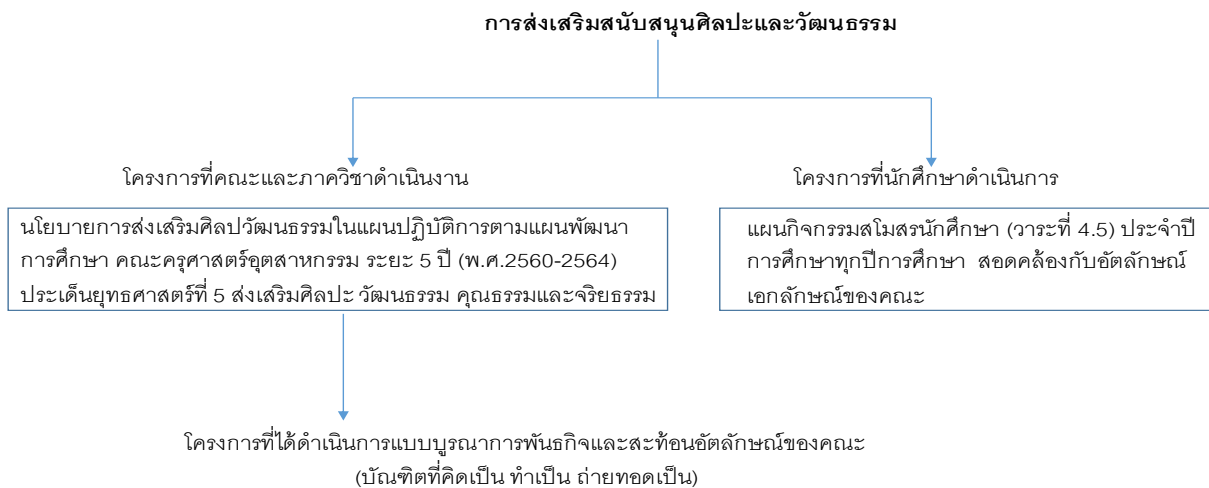 การส่งเสริมสนับสนุนศิลปะและวัฒนธรรม
โครงการที่คณะและภาควิชาดำเนินงาน
นโยบายการส่งเสริมศิลปวัฒนธรรมในแผนปฏิบัติการตามแผนพัฒนา
การศึกษา คณะครุศาสตร์อุตสาหกรรม ระยะ 5 ปี (พ.ศ.2560-2564)
ประเด็นยุทธศาสตร์ที่ 5 ส่งเสริมศิลปะ วัฒนธรรม คุณธรรมและจริยธรรม
โครงการที่นักศึกษาดำเนินการ
แผนกิจกรรมสโมสรนักศึกษา (วาระที่ 4.5) ประจำปี
การศึกษาทุกปีการศึกษา สอดคล้องกับอัตลักษณ์
เอกลักษณ์ของคณะ
โครงการที่ได้ดำเนินการแบบบูรณาการพันธกิจและสะท้อนอัตลักษณ์ของคณะ
(บัณฑิตที่คิดเป็น ทำเป็น ถ่ายทอดเป็น)